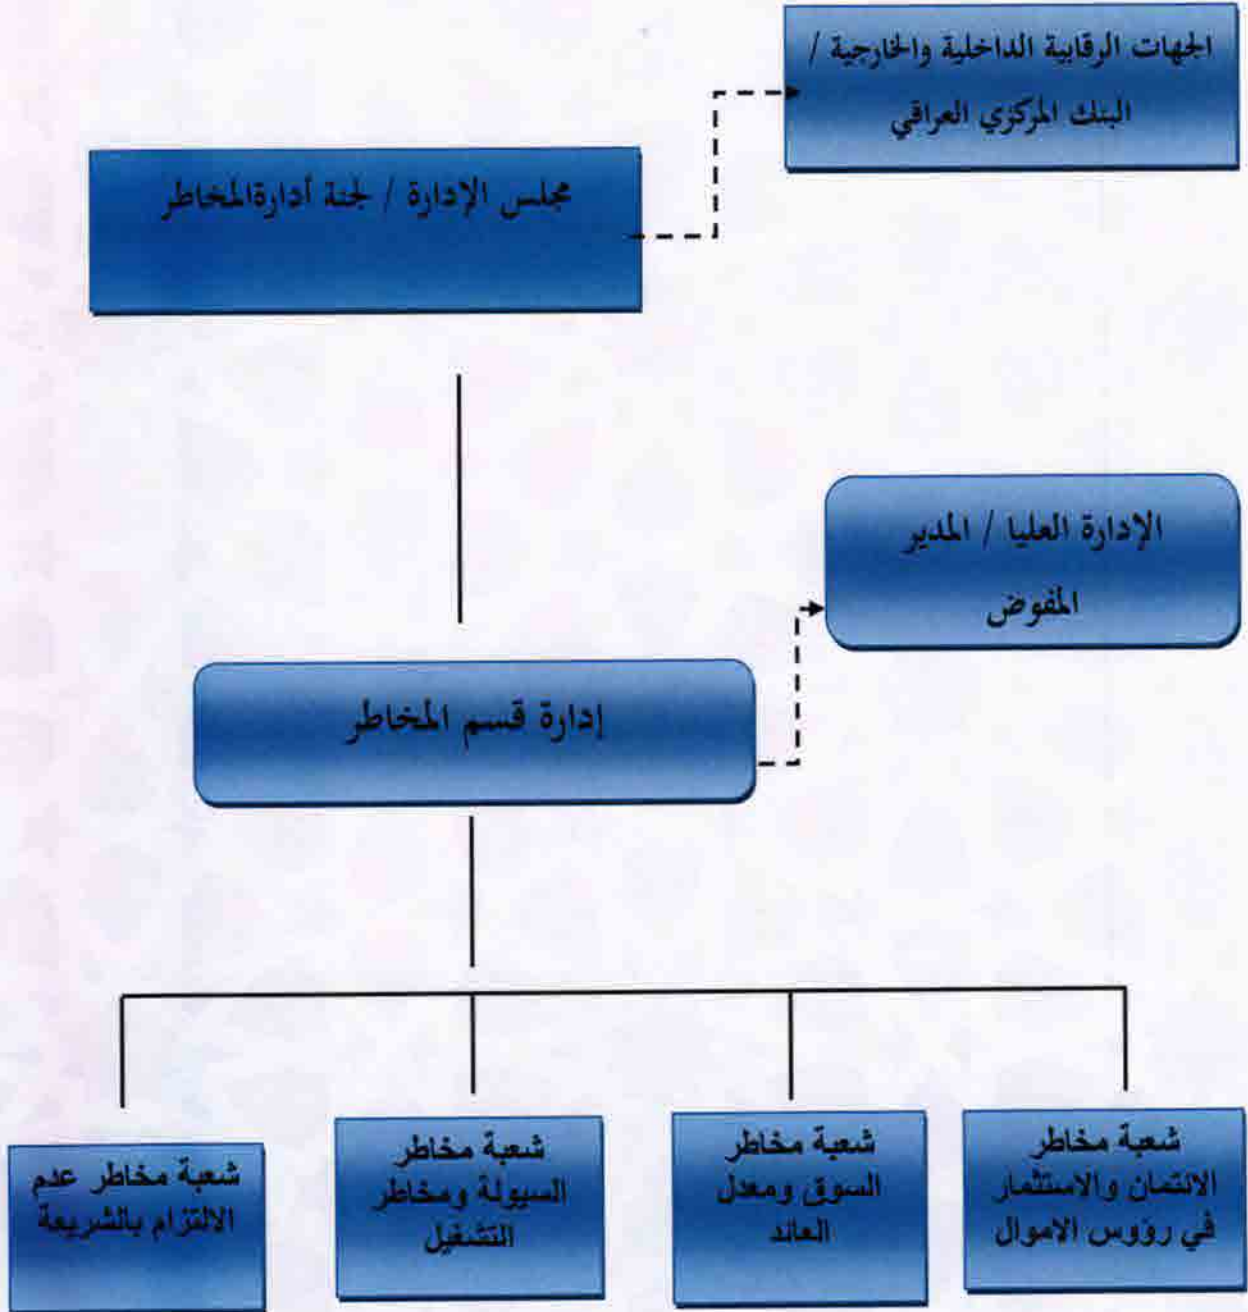 الجهات الرقابية الداخلية والخارجية /
البنك المركزي العراقي
مجلس الإدارة / لجنة أدارةالمخاطر
الإدارة العليا / المدير
المفوض
إدارة قسم المخاطر
شعبة مخاطر
الائتمان والاستثمار
في رؤوس الاموال
شعبة مخاطر
السوق ومعدل
العائد
شعبة مخاطر
السيولة ومخاطر
التشغيل
شعبة مخاطر عدم
الالتزام بالشريعة